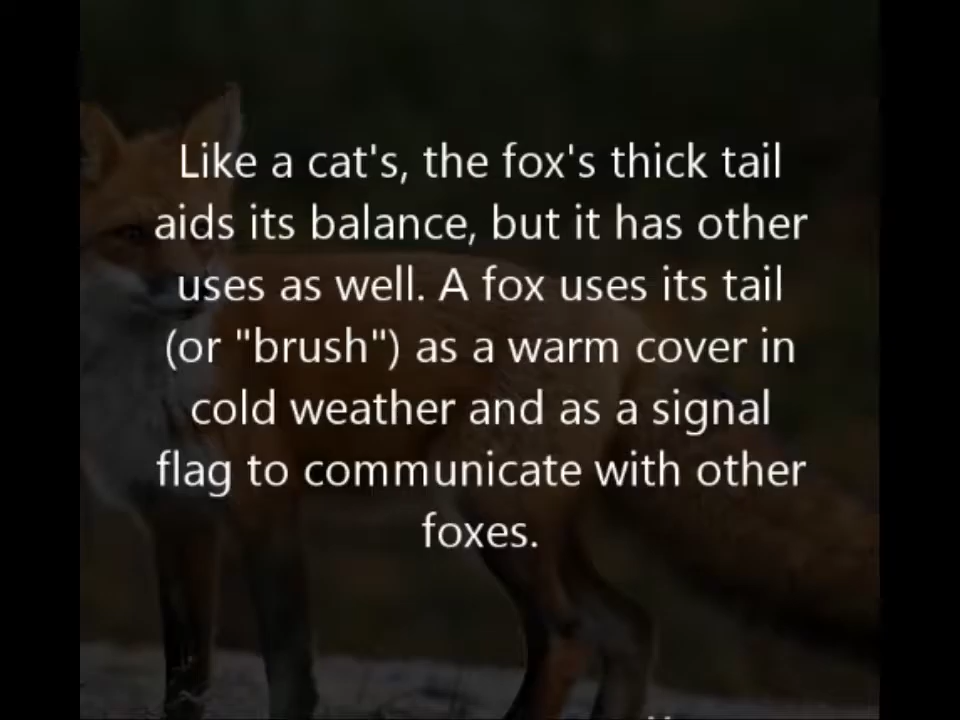 Like a cat's, the fox's thick tail
aids its balance, but it has other
uses as well. A fox uses its tail
(or "brush") as a warm cover in
cold weather and as a signal
flag to communicate with other
foxes.